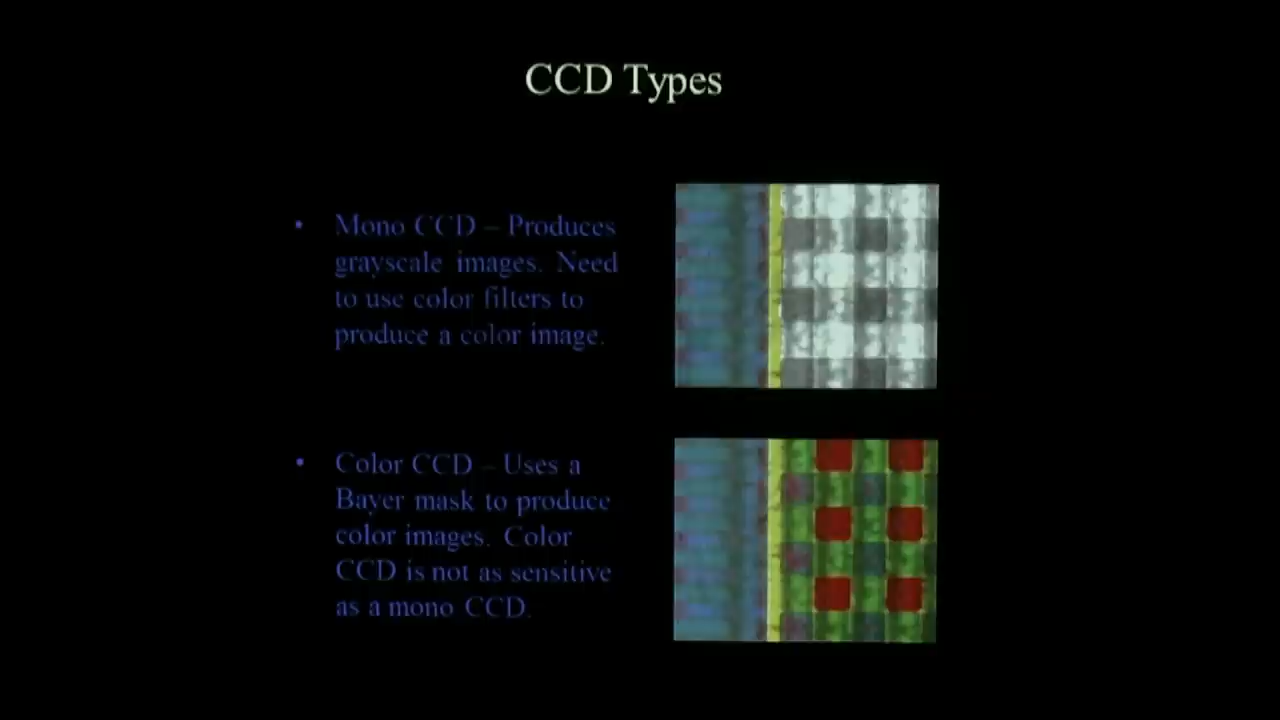 CCD Types
• Mono CCD – Produces
grayscale images. Need
to use color filters to
produce a color image.
• Color CCD – Uses a
Bayer mask to produce
color images. Color
CCD is not as sensitive
as a mono CCD.